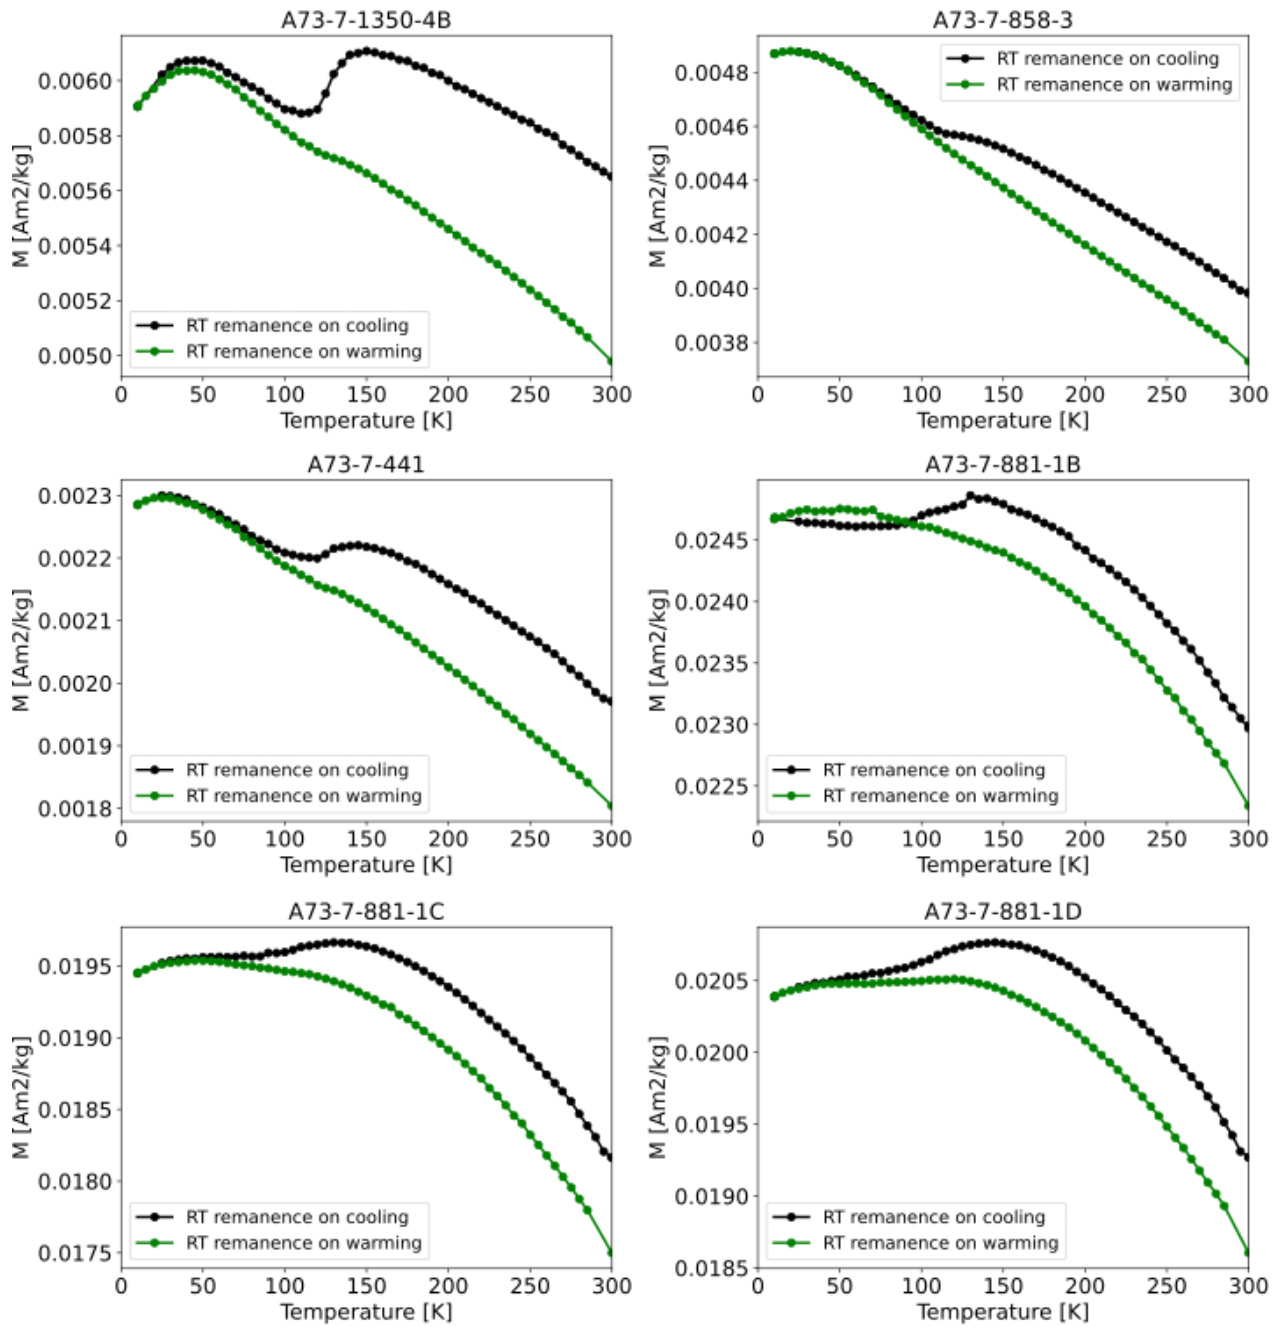 A73-7-1350-4B
M [Am2/kg]
0.0060
0.0058
0.0056
0.0054
0.0052
0.0050
RT remanence on cooling
RT remanence on warming
0 50 100 150 200 250 300
Temperature [K]
A73-7-858-3
M [Am2/kg]
0.0048
0.0046
0.0044
0.0042
0.0040
0.0038
RT remanence on cooling
RT remanence on warming
0 50 100 150 200 250 300
Temperature [K]
A73-7-441
M [Am2/kg]
0.0023
0.0022
0.0021
0.0020
0.0019
0.0018
RT remanence on cooling
RT remanence on warming
0 50 100 150 200 250 300
Temperature [K]
A73-7-881-1B
M [Am2/kg]
0.0245
0.0240
0.0235
0.0230
0.0225
RT remanence on cooling
RT remanence on warming
0 50 100 150 200 250 300
Temperature [K]
A73-7-881-1C
M [Am2/kg]
0.0195
0.0190
0.0185
0.0180
0.0175
RT remanence on cooling
RT remanence on warming
0 50 100 150 200 250 300
Temperature [K]
A73-7-881-1D
M [Am2/kg]
0.0205
0.0200
0.0195
0.0190
0.0185
RT remanence on cooling
RT remanence on warming
0 50 100 150 200 250 300
Temperature [K]